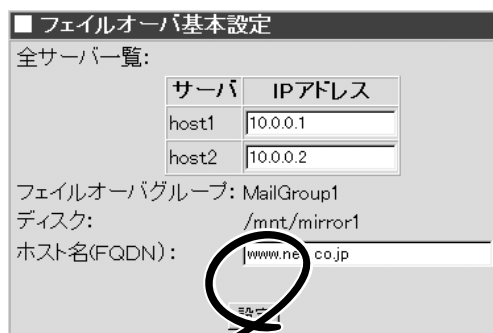 ■ フェイルオーバ基本設定
全サーバ一覧:
サーバ IPアドレス
host1 10.0.0.1
host2 10.0.0.2
フェイルオーバグループ: MailGroup1
ディスク: /mnt/mirror1
ホスト名(FQDN):
設定